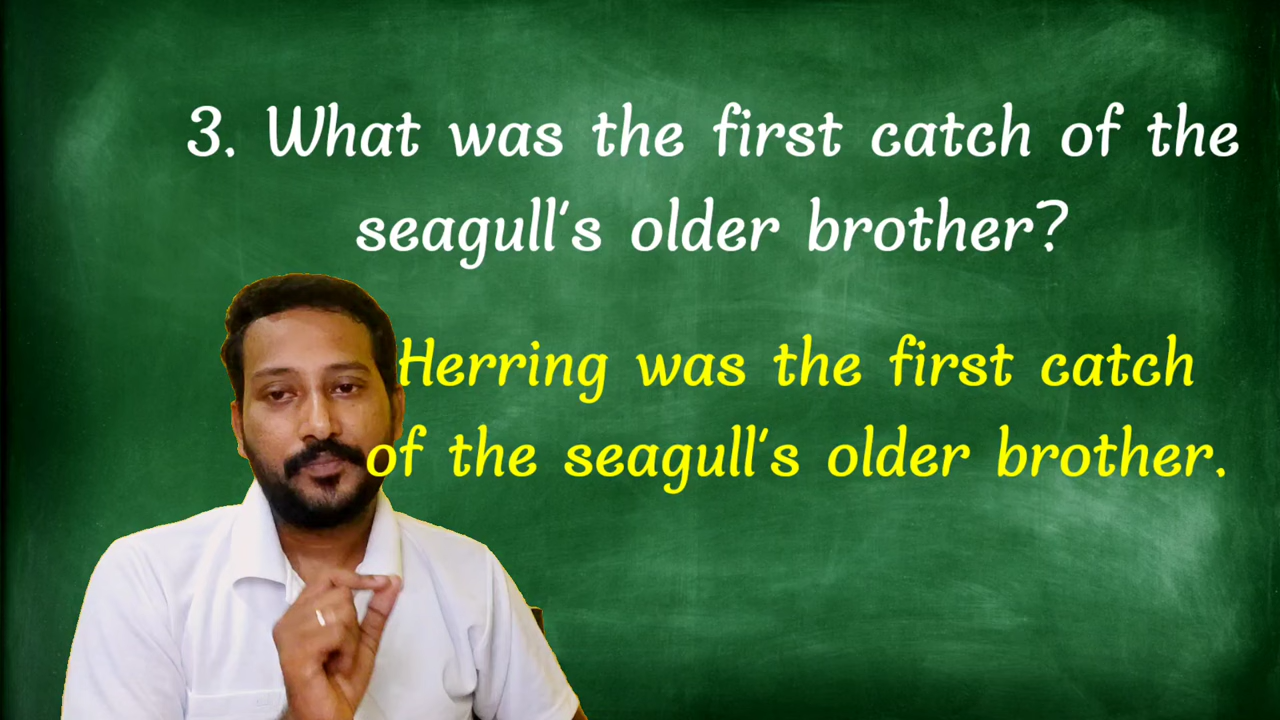 3. What was the first catch of the
seagull's older brother?
Herring was the first catch
of the seagull's older brother.